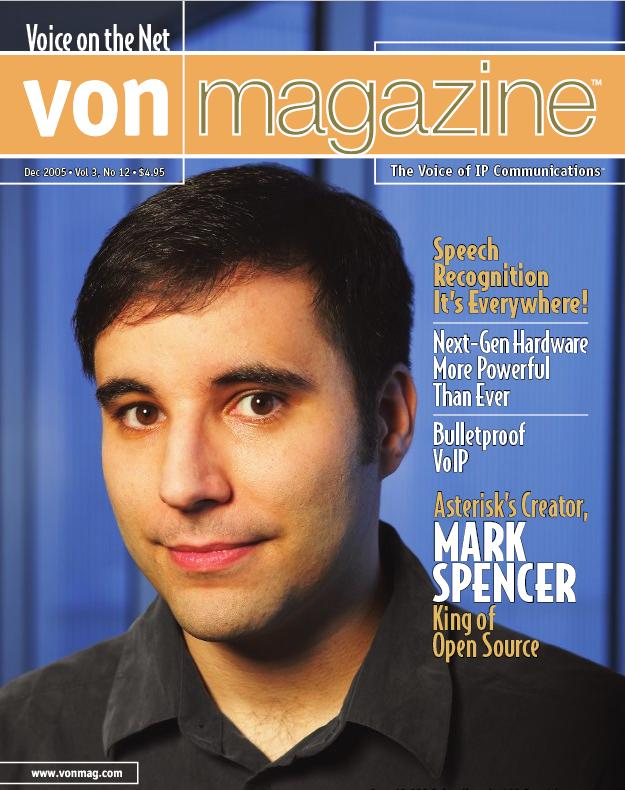 Voice on the Net
von magazine™
Dec 2005 • Vol 3, No 12 • $4.95
The Voice of IP Communications™
Speech
Recognition
It's Everywhere!
Next-Gen Hardware
More Powerful
Than Ever
Bulletproof
VoIP
Asterisk's Creator,
MARK
SPENCER
King of
Open Source
www.vonmag.com